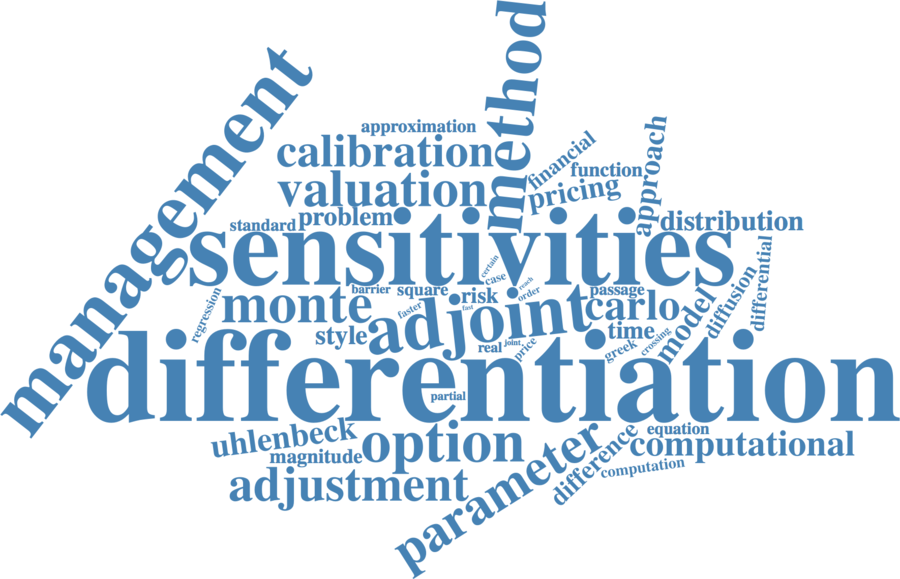 method
management
approximation
calibration
financial
approach
function
valuation
pricing
standard
problem
distribution
sensitivities
certain
differential
case
reach
diffusion
regression
monte
barrier
square
risk
order
passage
carlo
model
faster
fast
adjoint
style
time
crossing
real
joint
price
greek
differentiation
partial
uhlenbeck
option
parameter
difference
equation
computational
magnitude
computation
adjustment